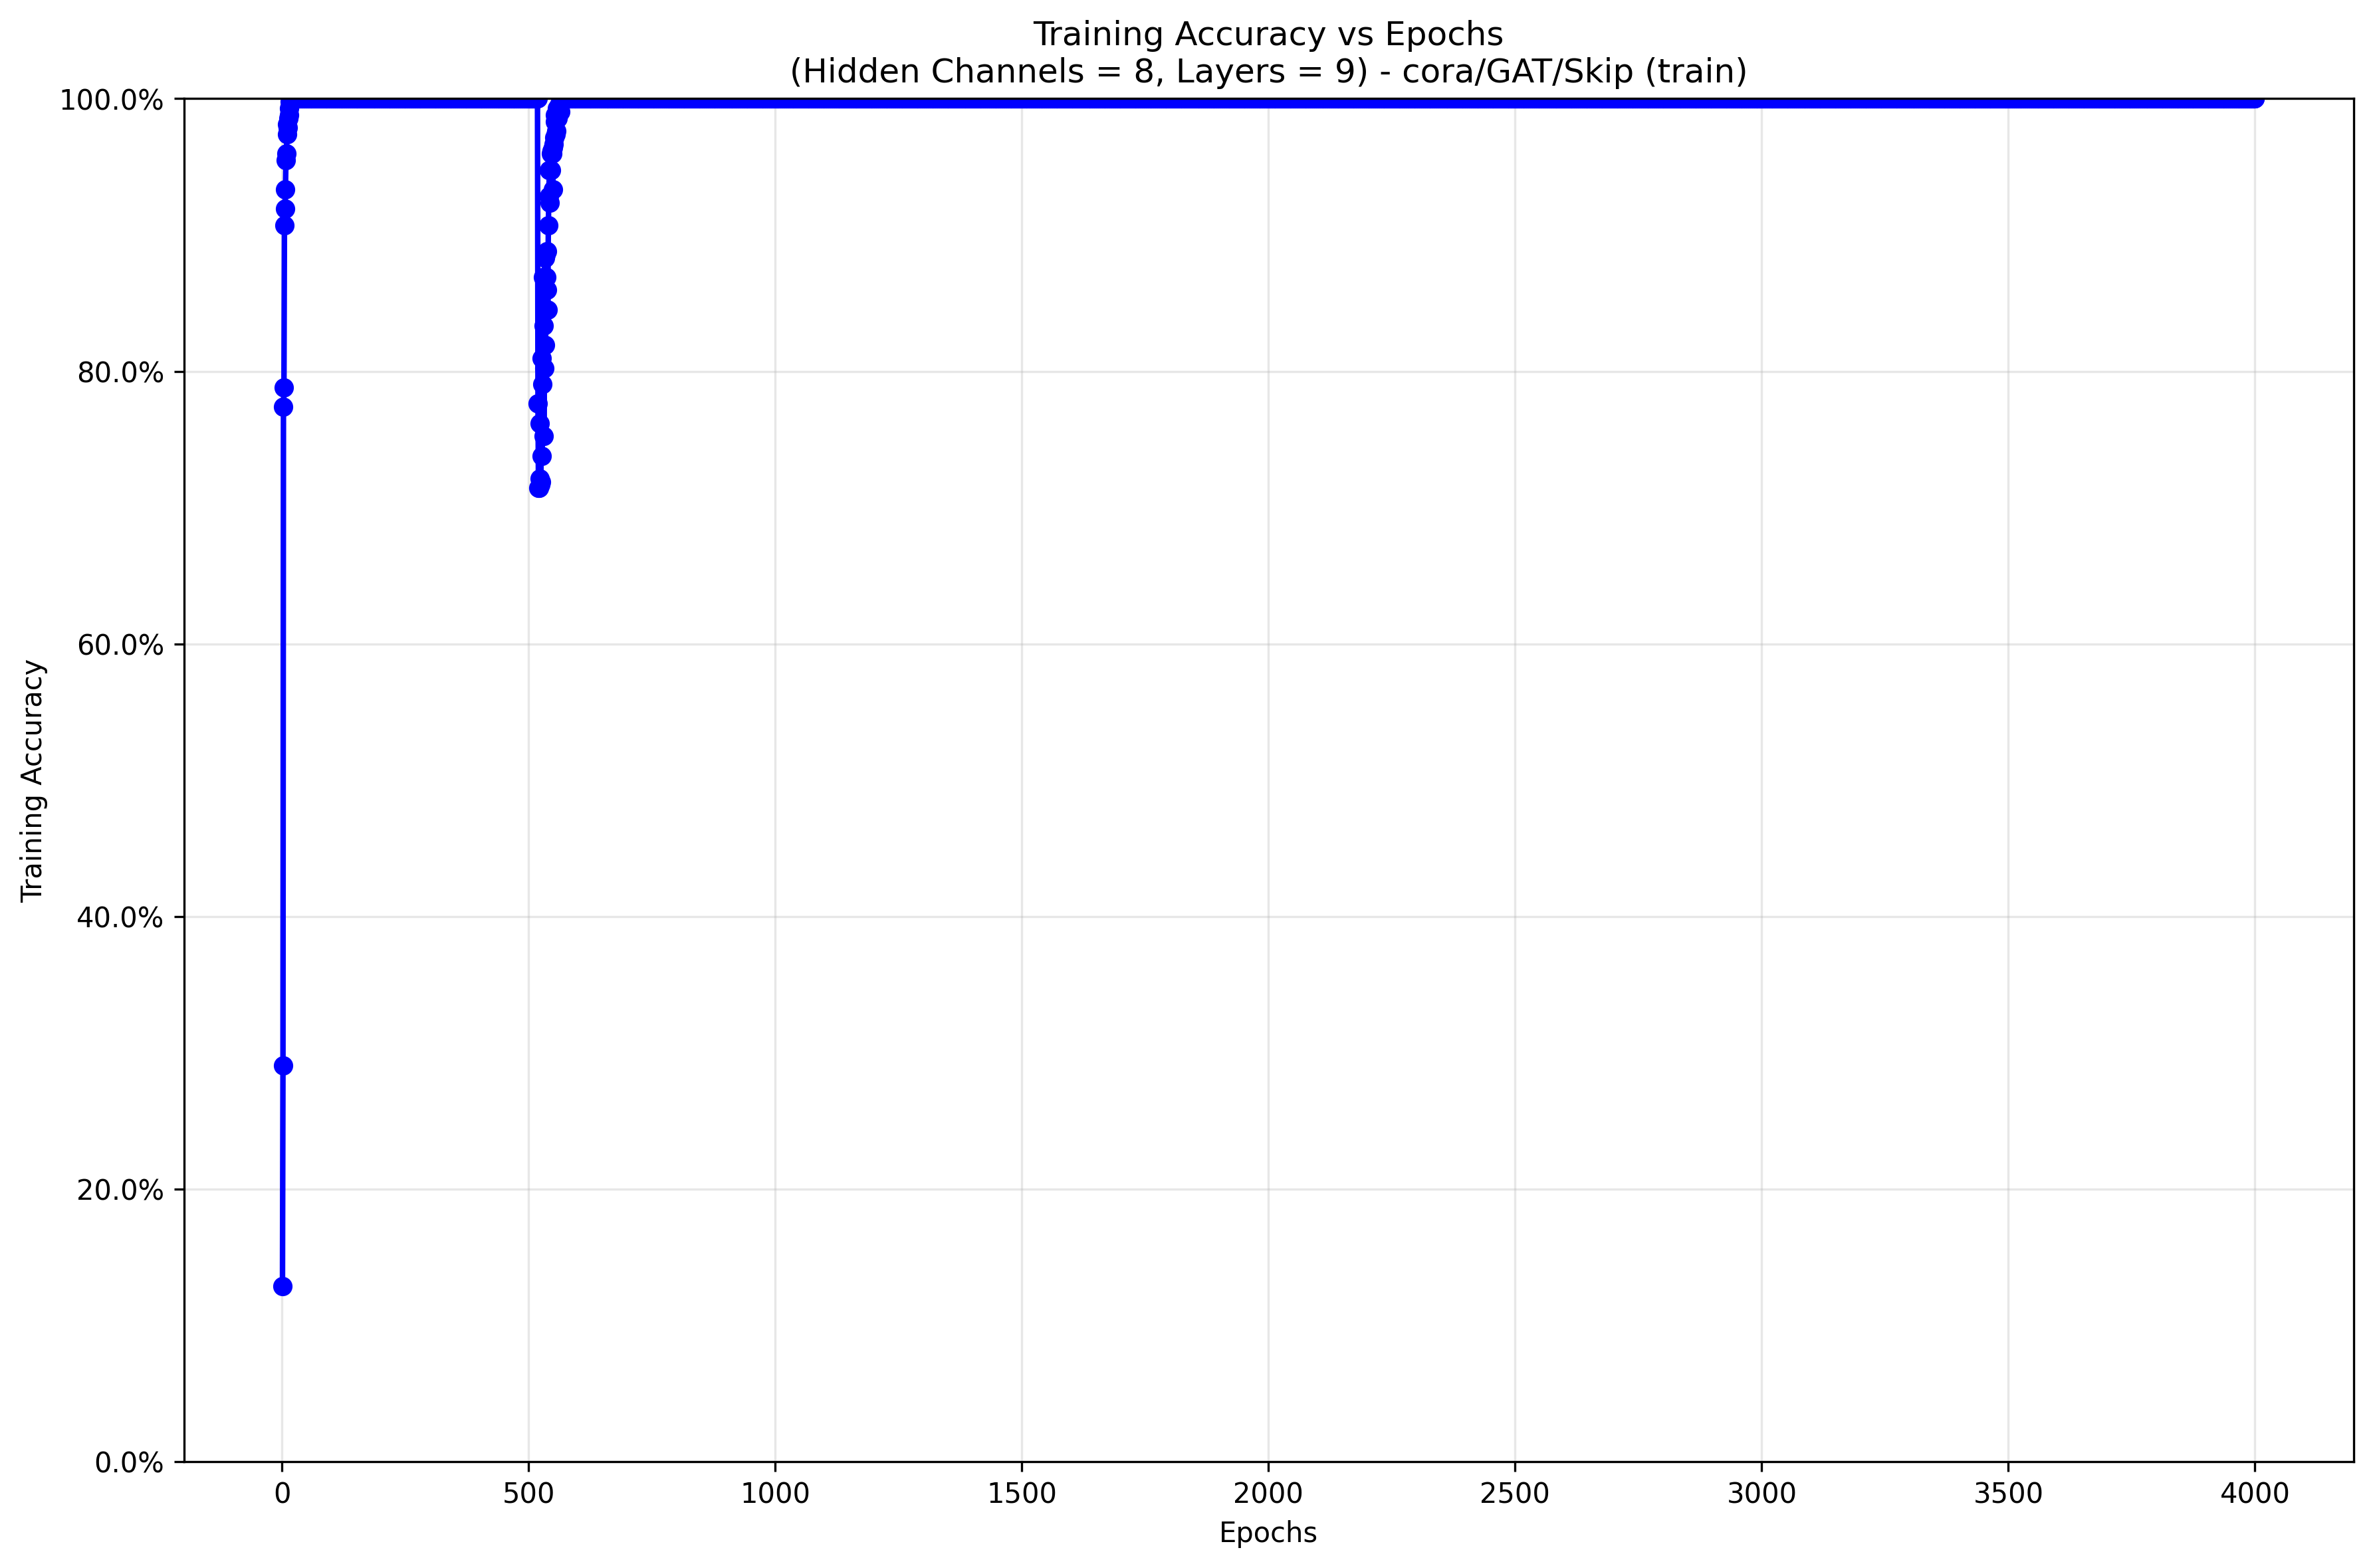 Training Accuracy vs Epochs
(Hidden Channels = 8, Layers = 9) - cora/GAT/Skip (train)
Training Accuracy
100.0%
80.0%
60.0%
40.0%
20.0%
0.0%
0 500 1000 1500 2000 2500 3000 3500 4000
Epochs